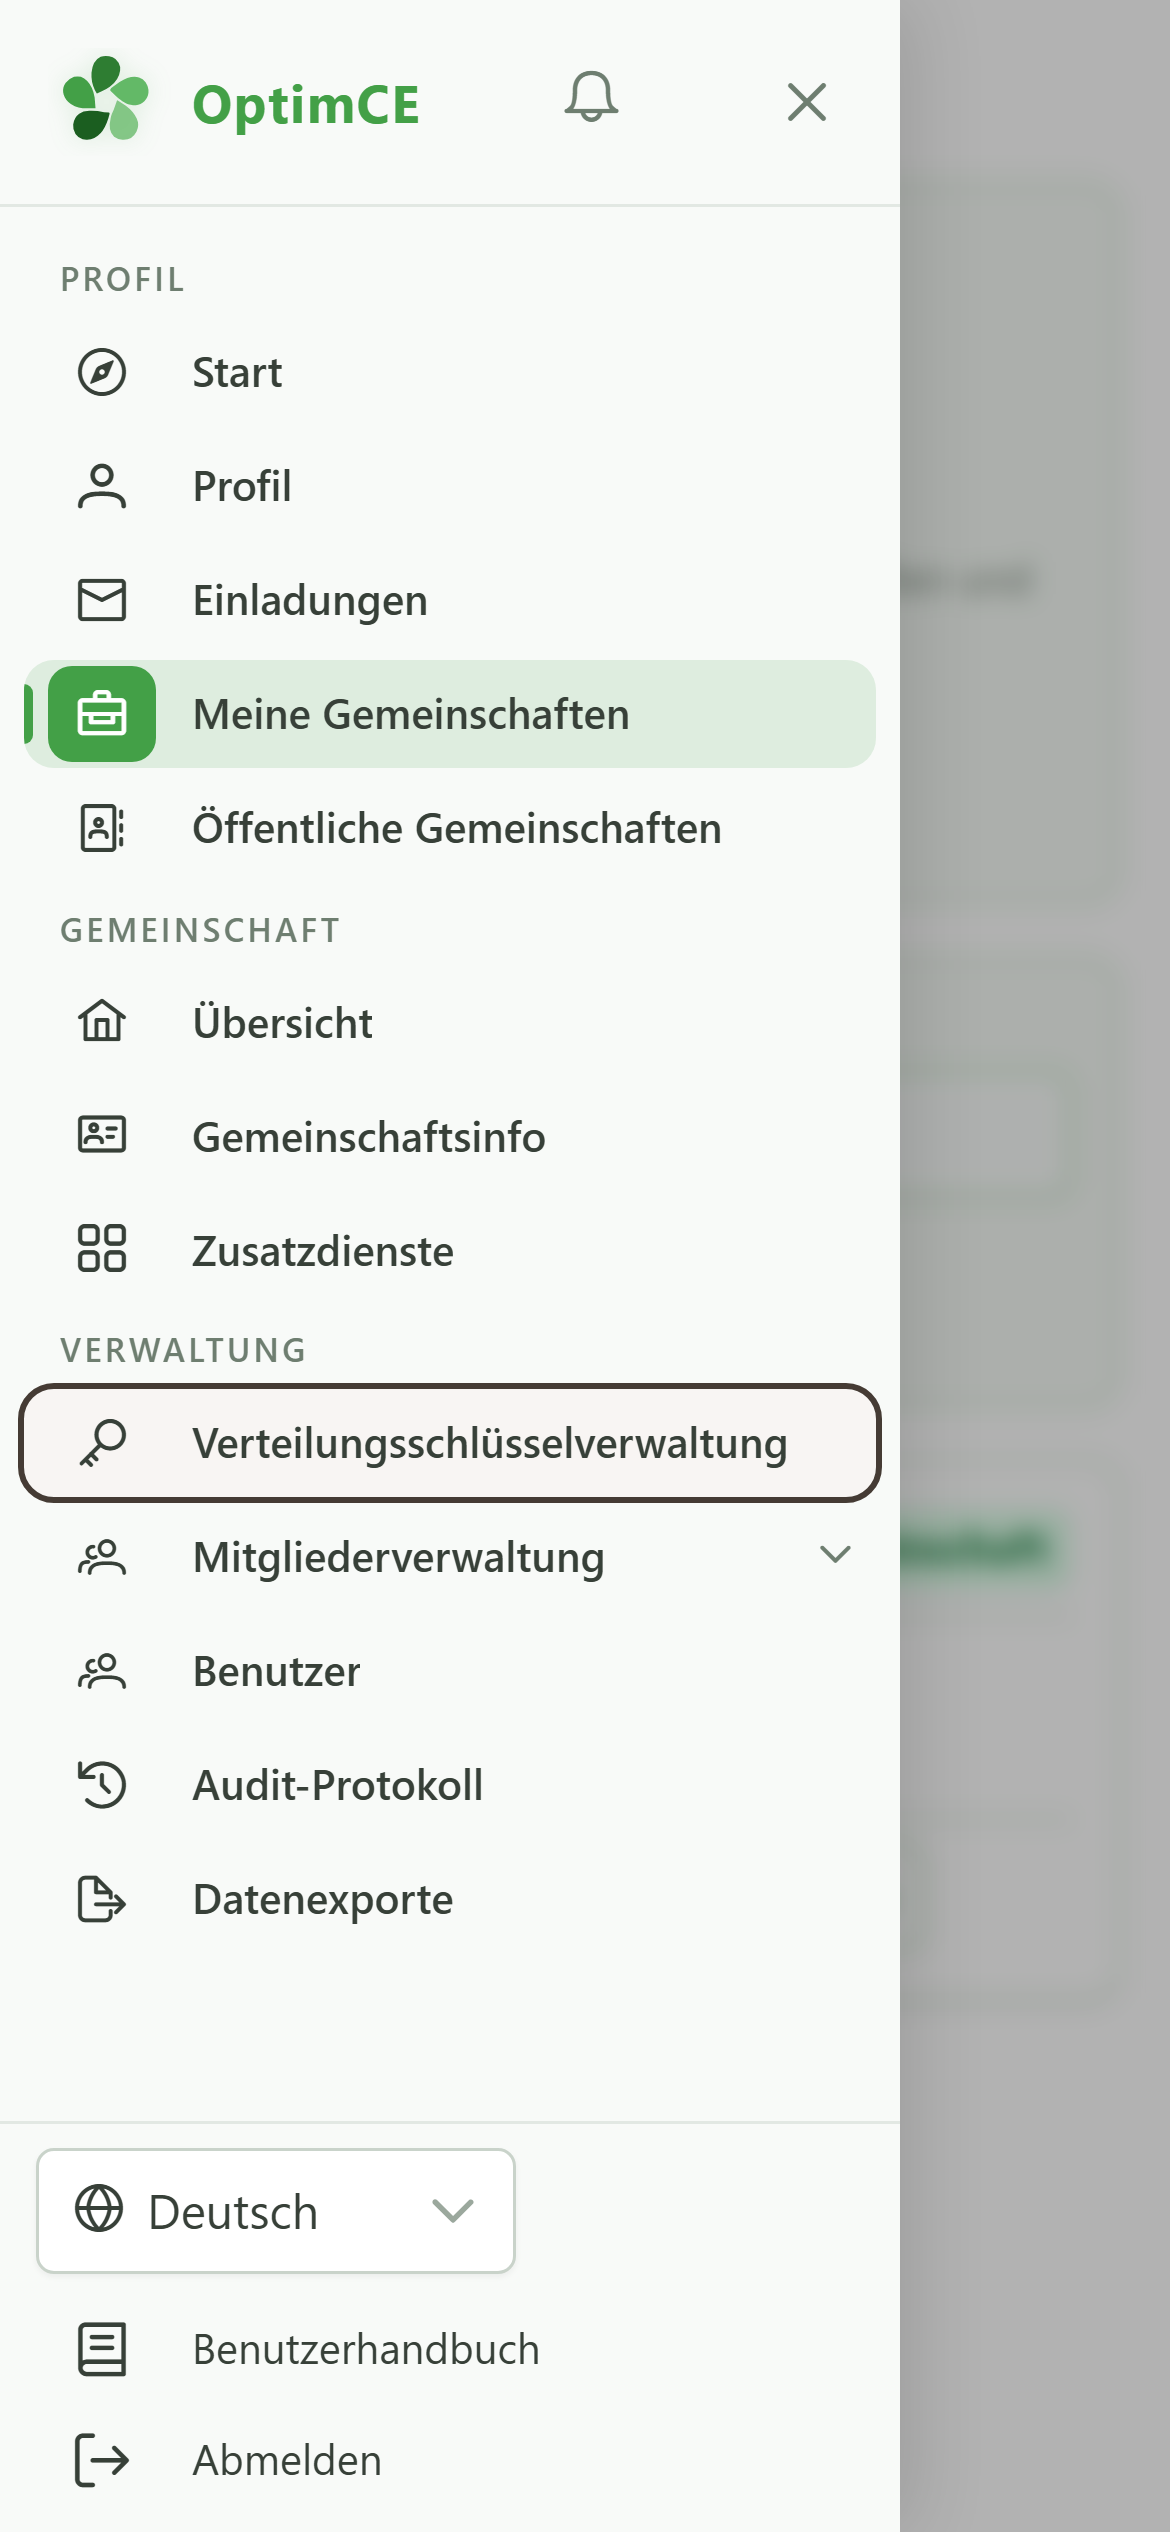 OptimCE
PROFIL
Start
Profil
Einladungen
Meine Gemeinschaften
Öffentliche Gemeinschaften
GEMEINSCHAFT
Übersicht
Gemeinschaftsinfo
Zusatzdienste
VERWALTUNG
Verteilungsschlüsselverwaltung
Mitgliederverwaltung
Benutzer
Audit-Protokoll
Datenexporte
Deutsch
Benutzerhandbuch
Abmelden